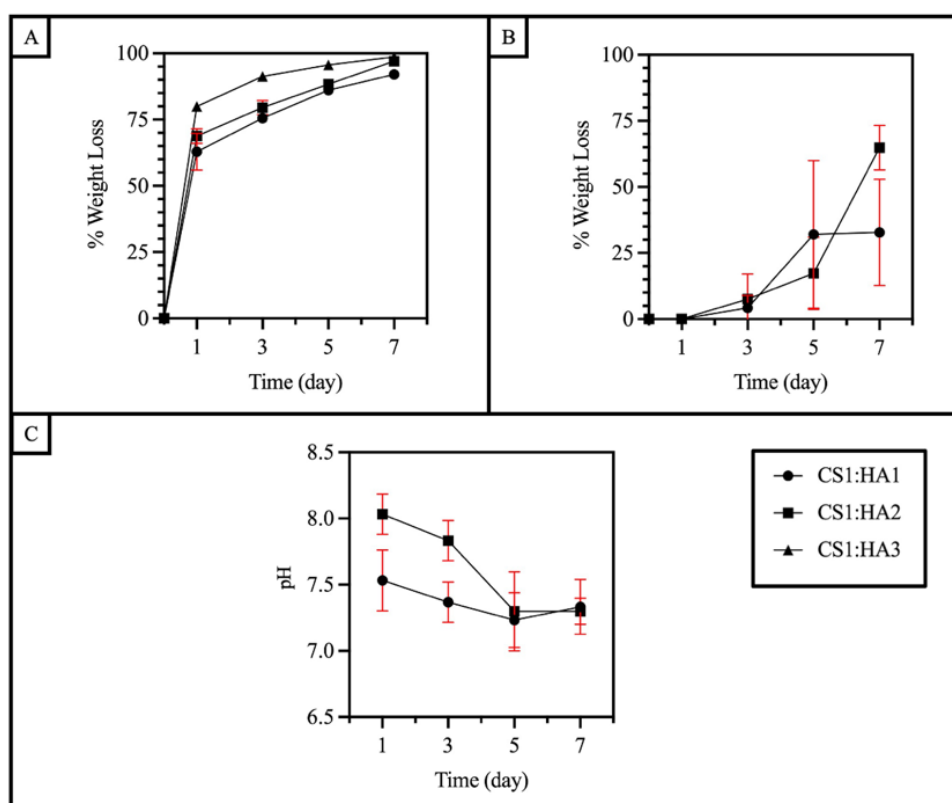 A
% Weight Loss
100
75
50
25
0
1 3 5 7
Time (day)
B
% Weight Loss
100
75
50
25
0
1 3 5 7
Time (day)
C
pH
8.5
8.0
7.5
7.0
6.5
1 3 5 7
Time (day)
CS1:HA1
CS1:HA2
CS1:HA3